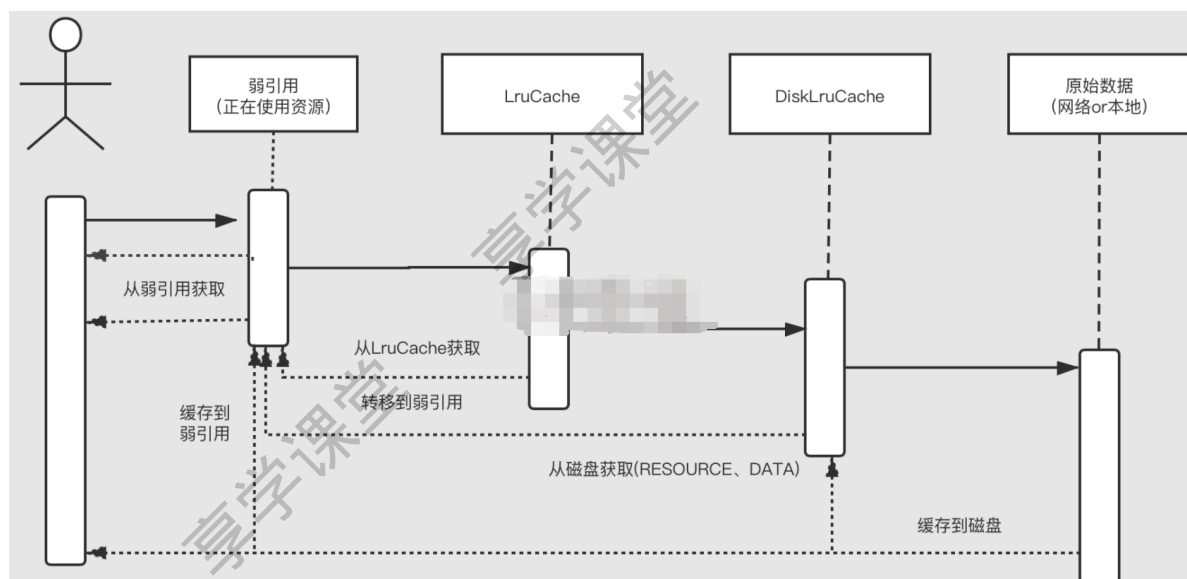 弱引用
(正在使用资源)
LruCache
DiskLruCache
原始数据
(网络or本地)
享学课堂
从弱引用获取
从LruCache获取
转移到弱引用
缓存到
弱引用
从磁盘获取(RESOURCE、DATA)
享学课堂
缓存到磁盘